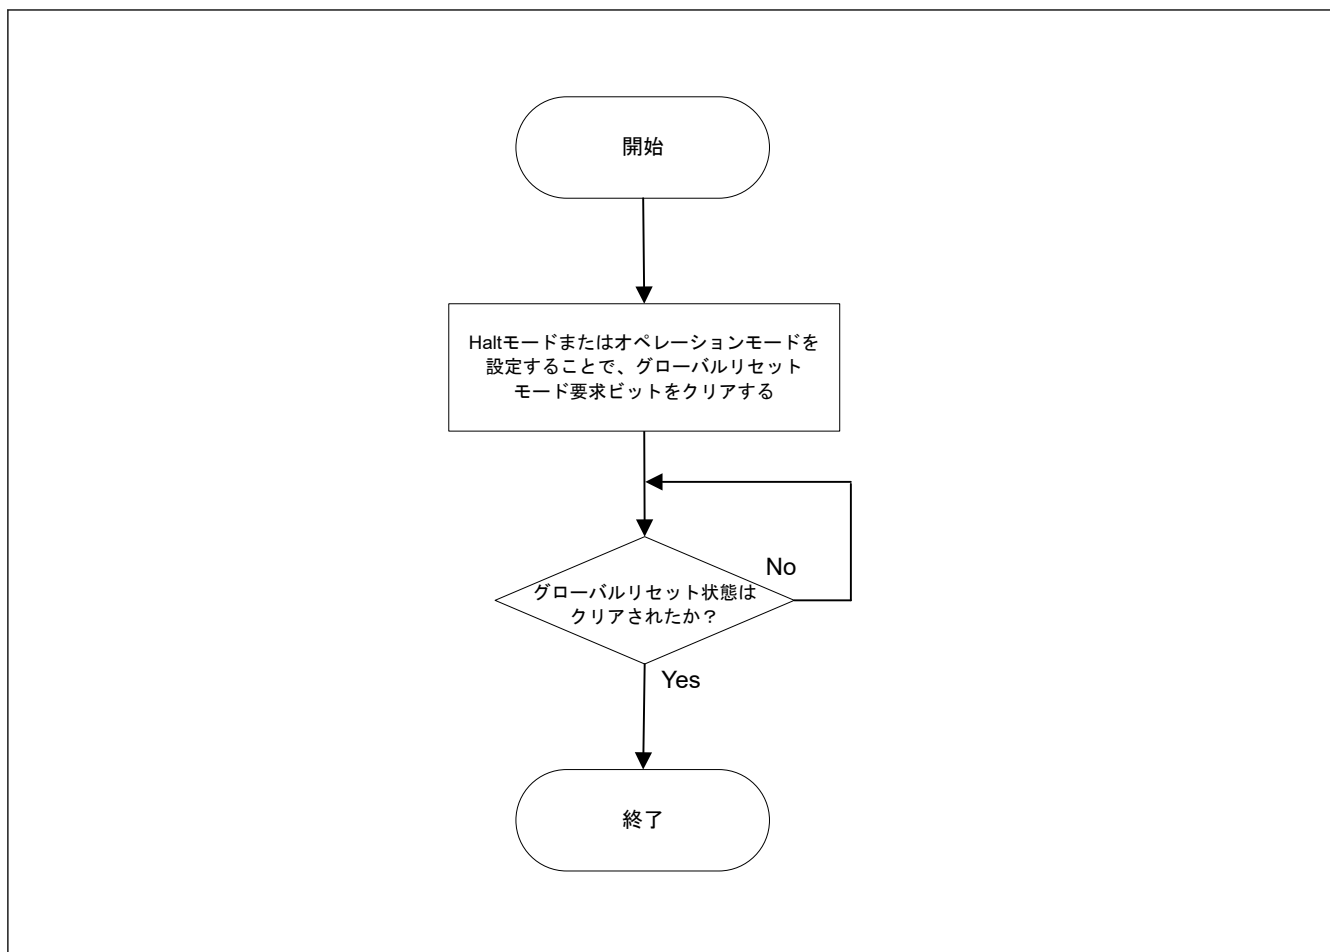 開始
Haltモードまたはオペレーションモードを
設定することで、グローバルリセット
モード要求ビットをクリアする
No
グローバルリセット状態は
クリアされたか？
Yes
終了